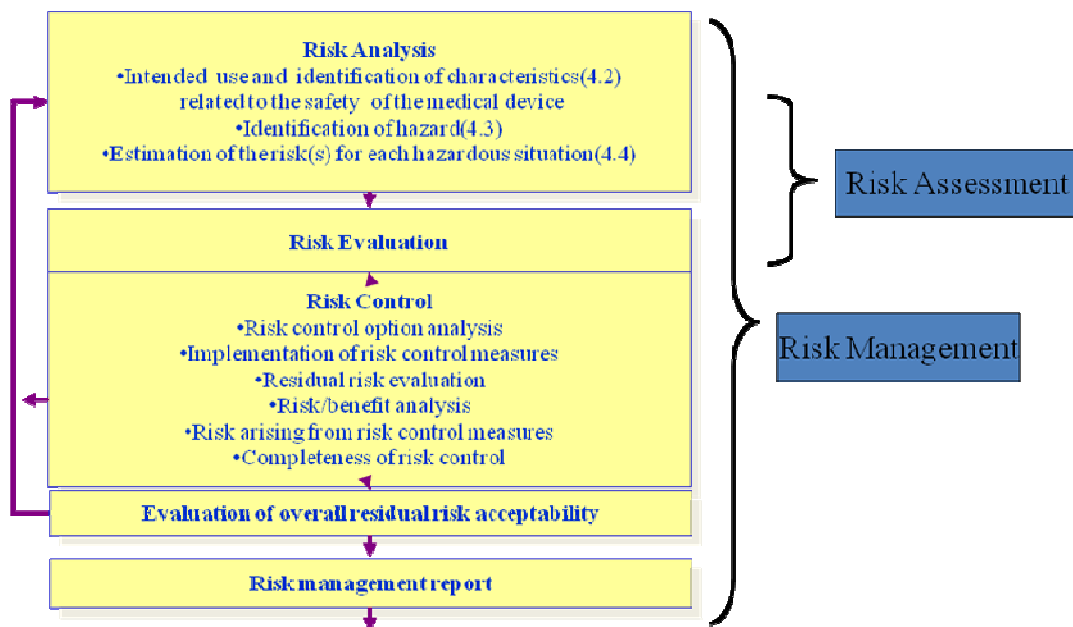 Risk Analysis
•Intended use and identification of characteristics(4.2)
related to the safety of the medical device
•Identification of hazard(4.3)
•Estimation of the risk(s) for each hazardous situation(4.4)
Risk Evaluation
Risk Control
•Risk control option analysis
•Implementation of risk control measures
•Residual risk evaluation
•Risk/benefit analysis
•Risk arising from risk control measures
•Completeness of risk control
Evaluation of overall residual risk acceptability
Risk management report
Risk Assessment
Risk Management